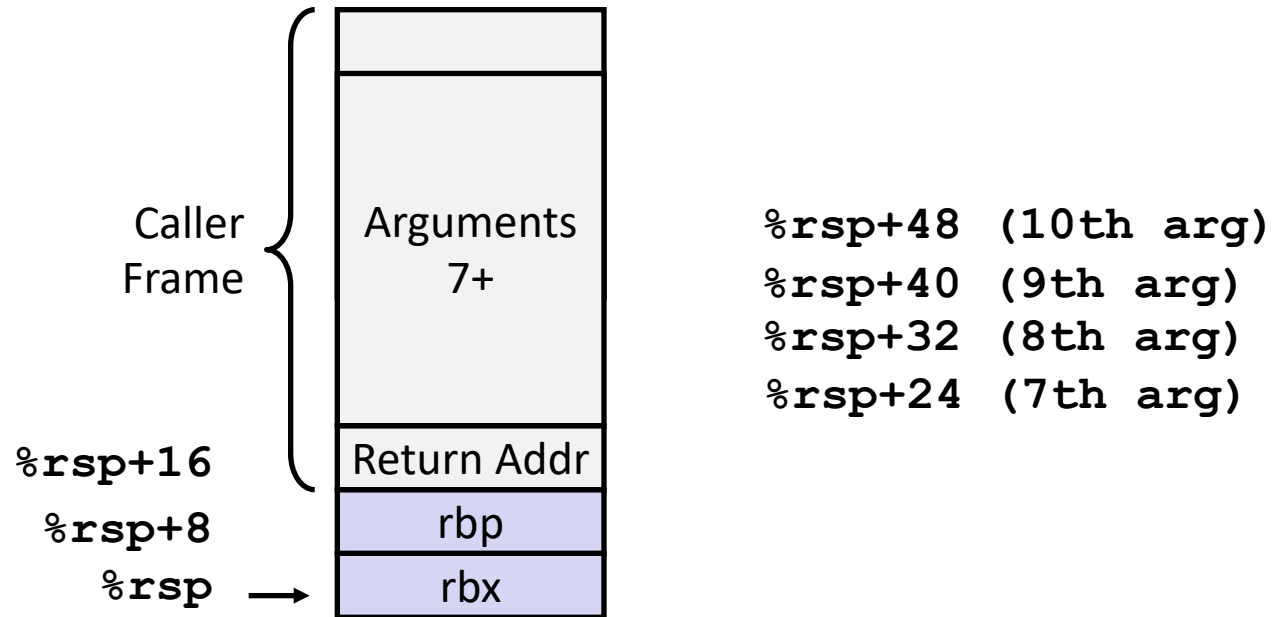 Caller
Frame
Arguments
7+
%rsp+48 (10th arg)
%rsp+40 (9th arg)
%rsp+32 (8th arg)
%rsp+24 (7th arg)
%rsp+16
Return Addr
%rsp+8
rbp
%rsp
rbx